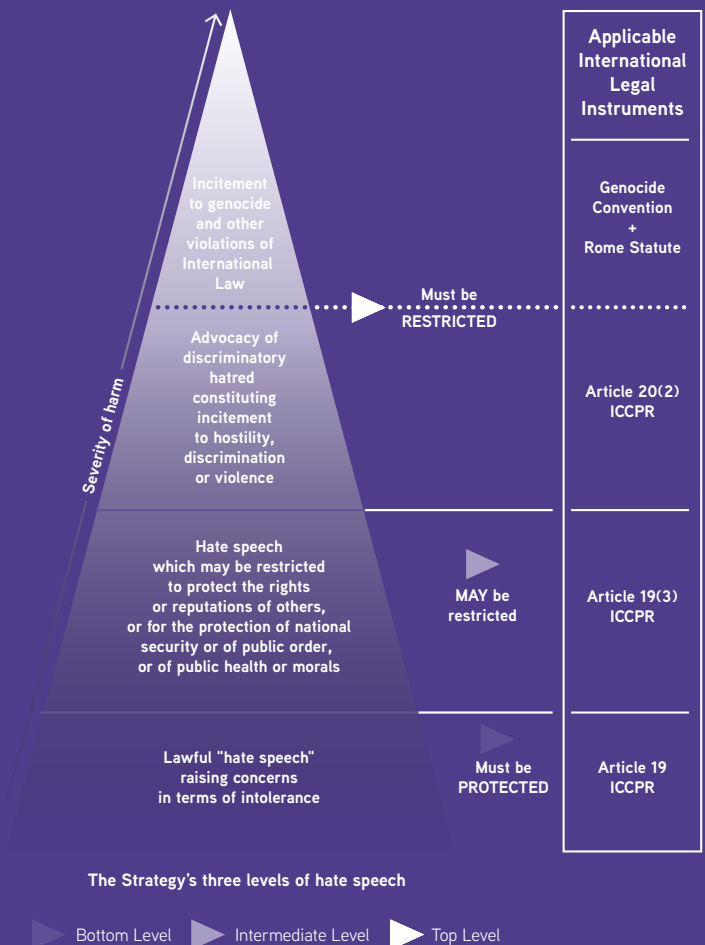 Applicable
International
Legal
Instruments
Incitement
to genocide
and other
violations of
International
Law
Genocide
Convention
+
Rome Statute
Must be
RESTRICTED
Advocacy of
discriminatory
hatred
constituting
incitement
to hostility,
discrimination
or violence
Article 20(2)
ICCPR
Severity of harm
Hate speech
which may be restricted
to protect the rights
or reputations of others,
or for the protection of national
security or of public order,
or of public health or morals
MAY be
restricted
Article 19(3)
ICCPR
Lawful "hate speech"
raising concerns
in terms of intolerance
Must be
PROTECTED
Article 19
ICCPR
The Strategy's three levels of hate speech
Bottom Level Intermediate Level Top Level